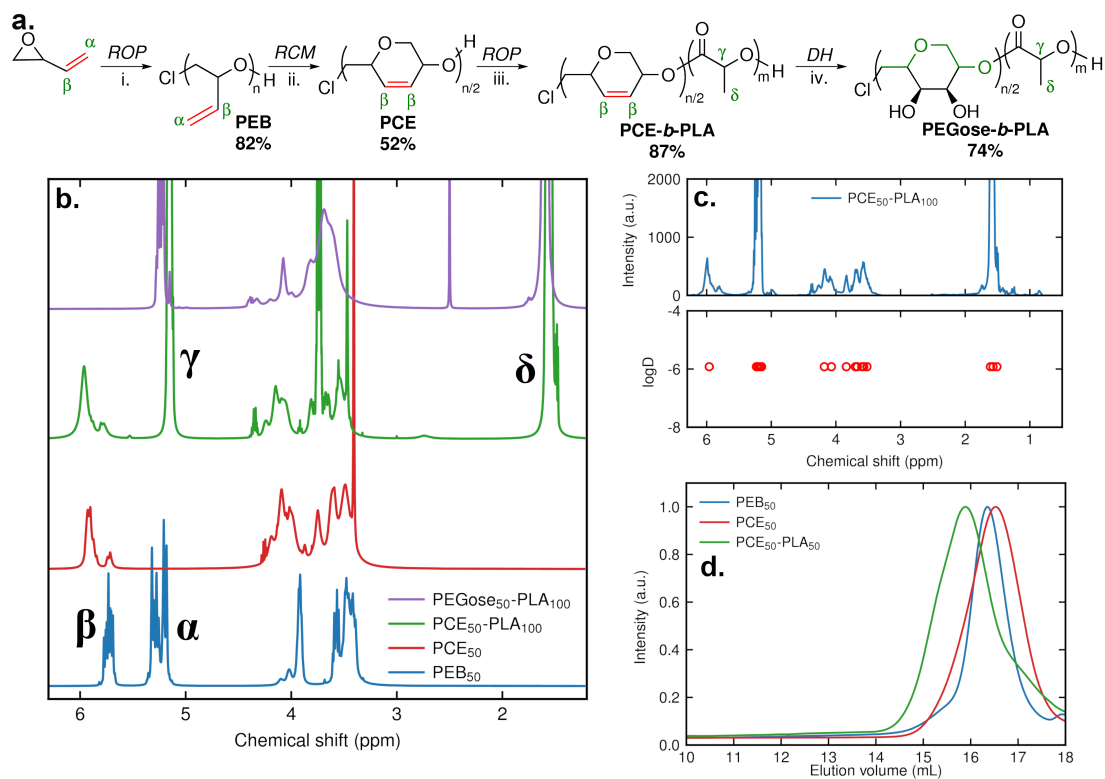 a.
O
α
β
ROP
i.
Cl
O
H
n
α
β
PEB
82%
RCM
ii.
Cl
O
O
H
n/2
β
β
PCE
52%
ROP
iii.
Cl
O
O
n/2
O
γ
O
H
m
δ
β
β
PCE-b-PLA
87%
DH
iv.
Cl
O
O
n/2
HO
OH
O
γ
O
H
m
δ
PEGose-b-PLA
74%
b.
γ
δ
β
α
PEGose50-PLA100
PCE50-PLA100
PCE50
PEB50
6
5
4
3
2
Chemical shift (ppm)
c.
PCE50-PLA100
Intensity (a.u.)
2000
1000
0
logD
-4
-6
-8
6
5
4
3
2
1
Chemical shift (ppm)
d.
PEB50
PCE50
PCE50-PLA50
Intensity (a.u.)
1.0
0.8
0.6
0.4
0.2
0.0
10
11
12
13
14
15
16
17
18
Elution volume (mL)